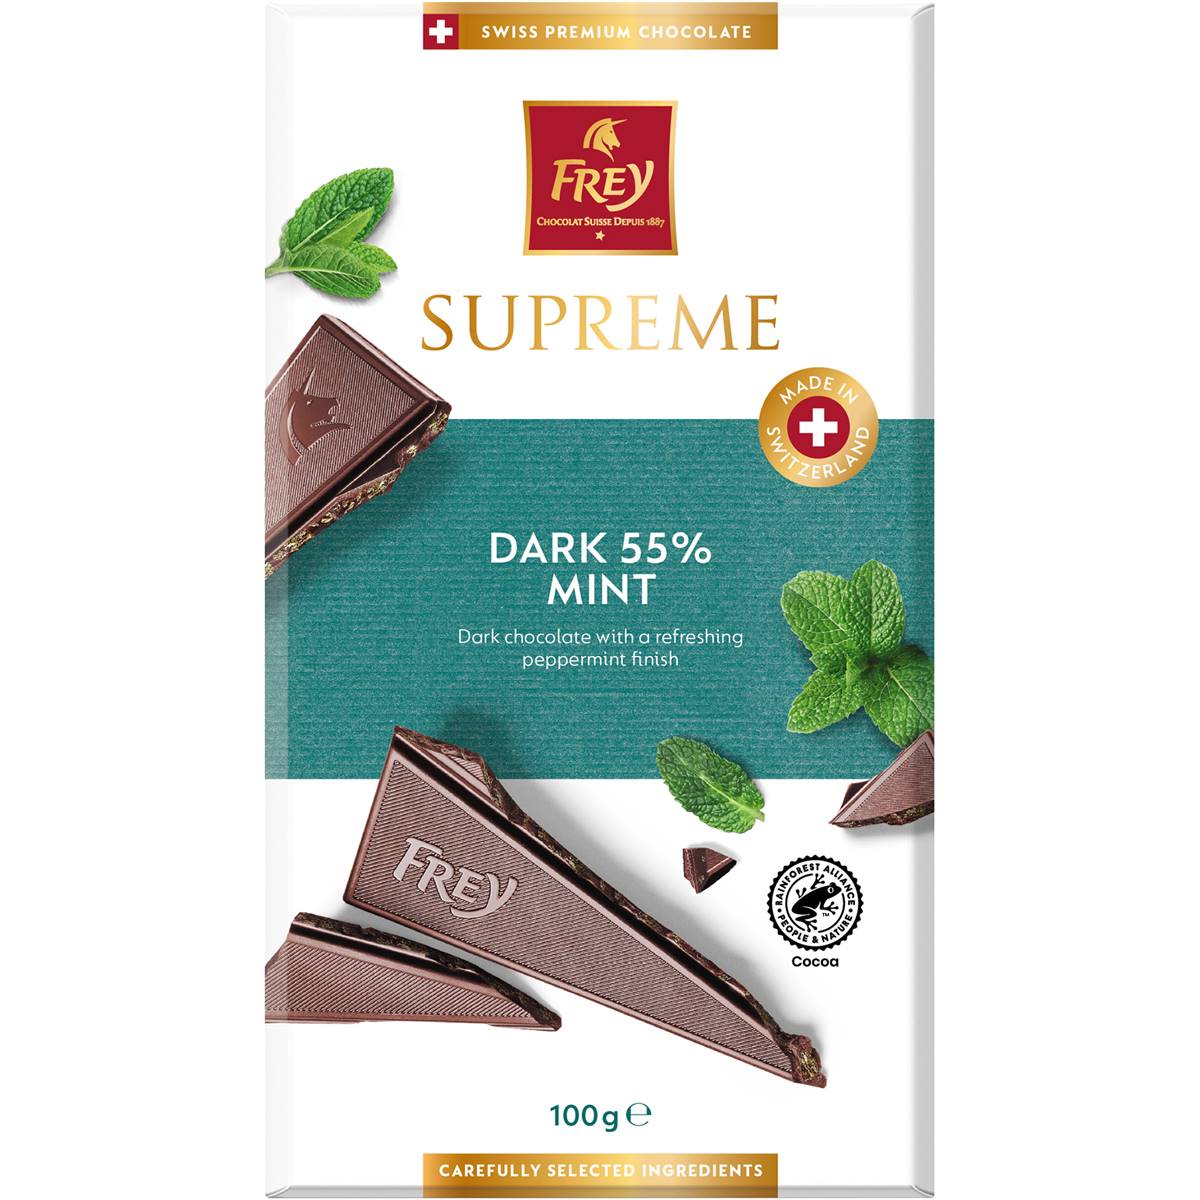 SWISS PREMIUM CHOCOLATE
FREY
CHOCOLAT SUISSE DEPUIS 1887
SUPREME
MADE IN
SWITZERLAND
DARK 55%
MINT
Dark chocolate with a refreshing
peppermint finish
FREY
RAINFOREST ALLIANCE
TM
PEOPLE & NATURE
Cocoa
100g ℮
CAREFULLY SELECTED INGREDIENTS